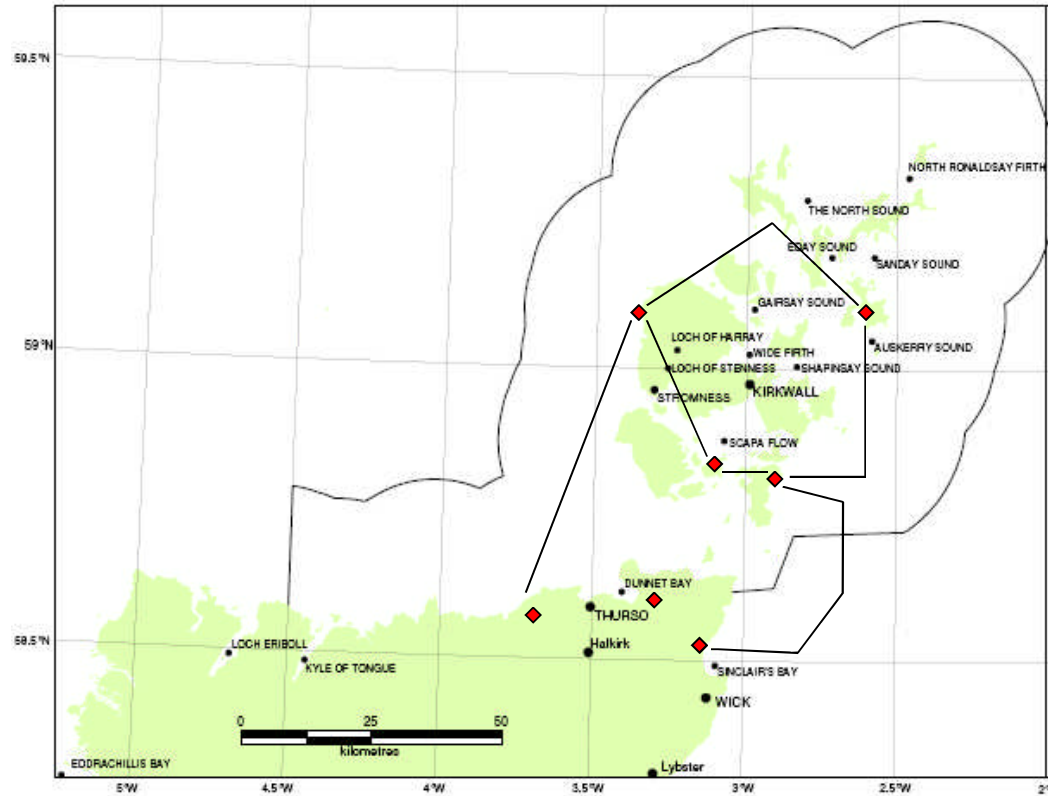 59.5°N
NORTH RONALDSAY FIRTH
THE NORTH SOUND
EDAY SOUND
SANDAY SOUND
GAIRSAY SOUND
LOCH OF HARRAY
59°N
AUSKERRY SOUND
WIDE FIRTH
LOCH OF STENNESS
SHAPINSAY SOUND
KIRKWALL
STROMNESS
SCAPA FLOW
DUNNET BAY
THURSO
58.5°N
LOCH ERIBOLL
Halkirk
KYLE OF TONGUE
SINCLAIR'S BAY
WICK
0 25 50
kilometres
EDDRACHILLIS BAY
Lybster
5°W 4.5°W 4°W 3.5°W 3°W 2.5°W 2°